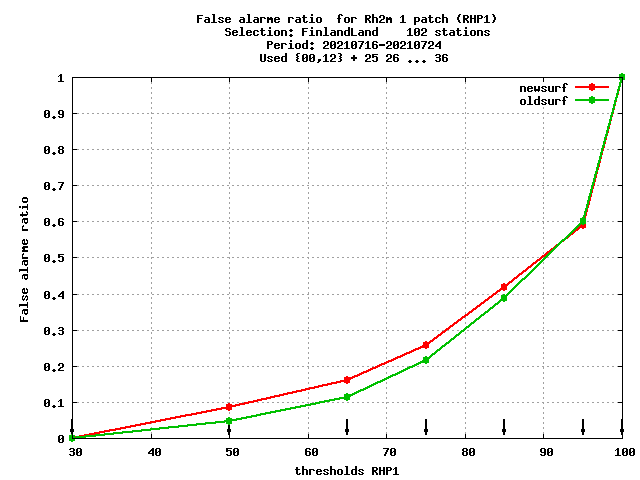 False alarme ratio  for Rh2m 1 patch (RHP1)
Selection: FinlandLand    102 stations
Period: 20210716-20210724
Used {00,12} + 25 26 ... 36
newsurf
oldsurf
1
0.9
0.8
0.7
0.6
0.5
0.4
0.3
0.2
0.1
0
False alarme ratio
30 40 50 60 70 80 90 100
thresholds RHP1